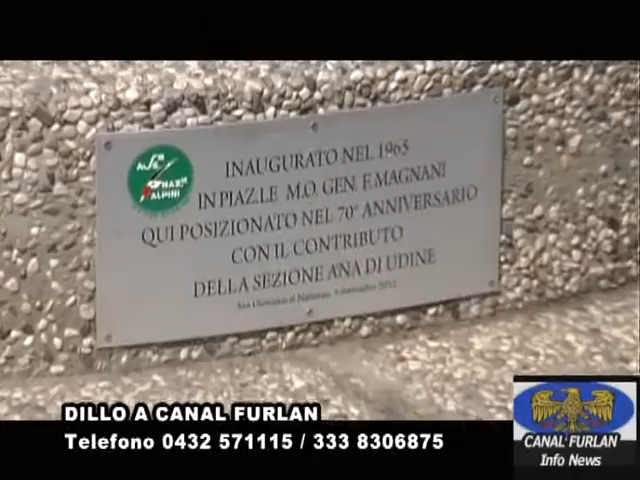 INAUGURATO NEL 1965
IN PIAZ.LE M.O. GEN. F. MAGNANI
QUI POSIZIONATO NEL 70° ANNIVERSARIO
CON IL CONTRIBUTO
DELLA SEZIONE ANA DI UDINE
ALPINI
DILLO A CANAL FURLAN
Telefono 0432 571115 / 333 8306875
CANAL FURLAN
Info News